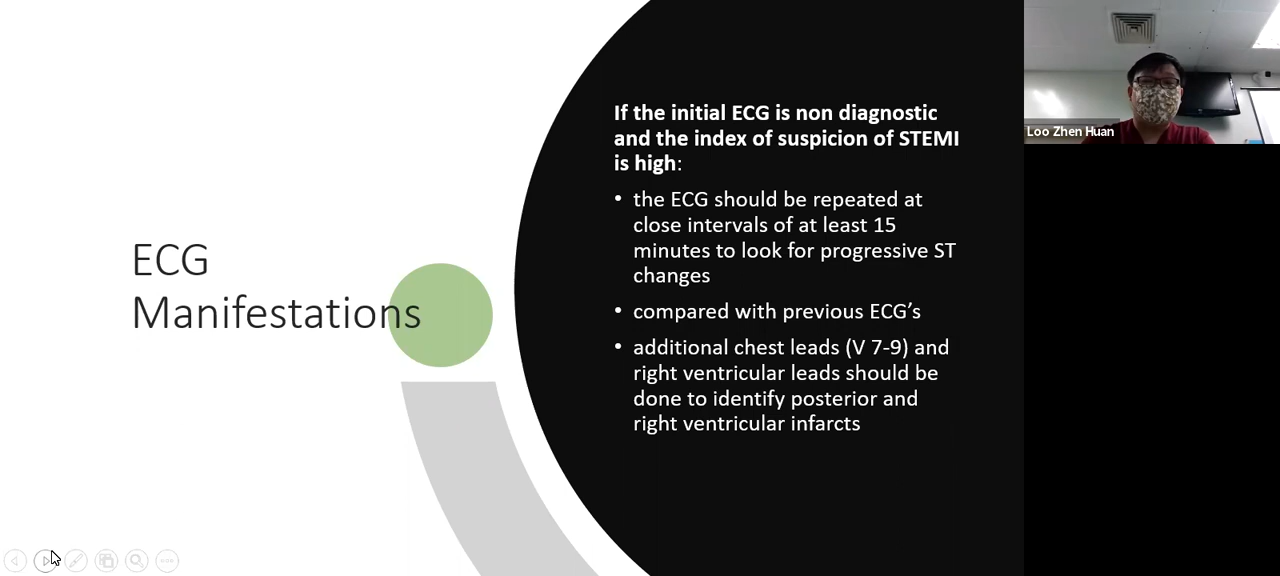 ECG
Manifestations
If the initial ECG is non diagnostic
and the index of suspicion of STEMI
is high:
• the ECG should be repeated at
close intervals of at least 15
minutes to look for progressive ST
changes
• compared with previous ECG’s
• additional chest leads (V 7-9) and
right ventricular leads should be
done to identify posterior and
right ventricular infarcts
Loo Zhen Huan